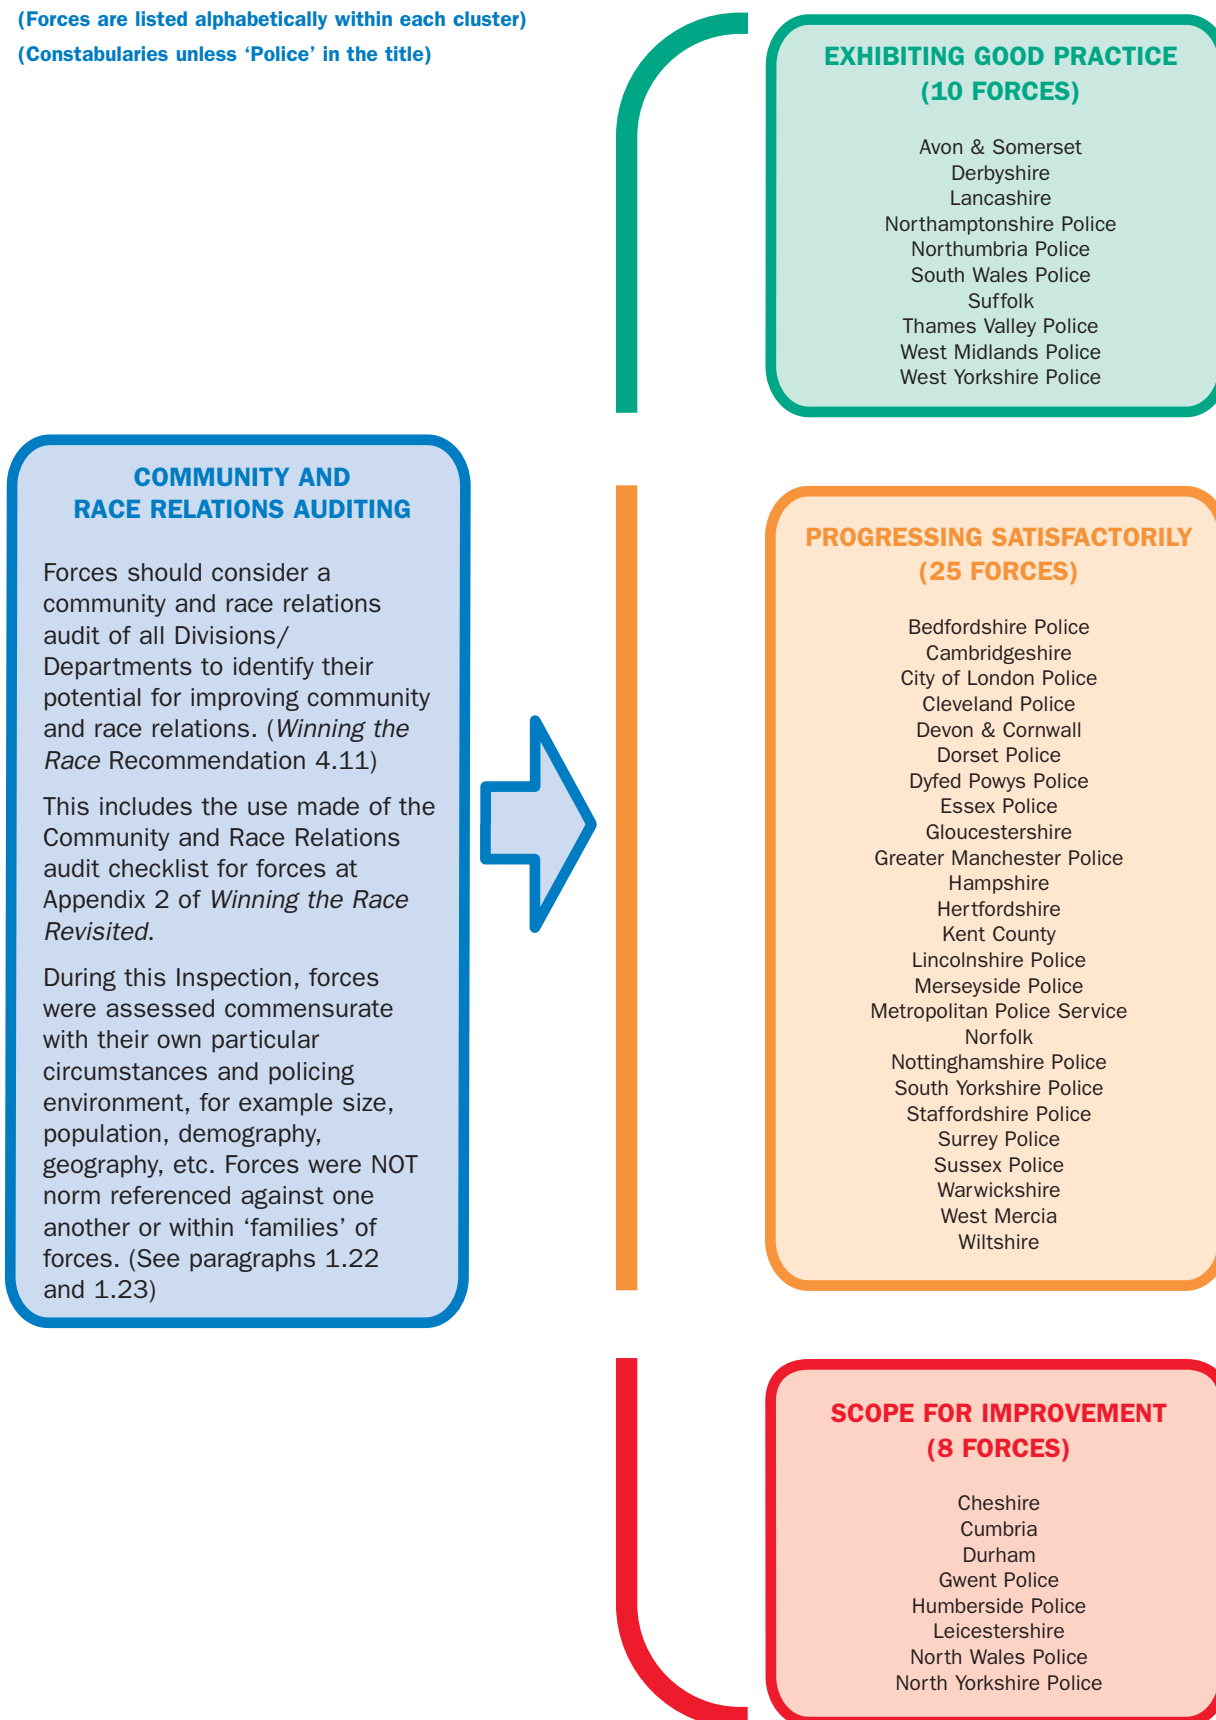 (Forces are listed alphabetically within each cluster)
(Constabularies unless ‘Police’ in the title)
EXHIBITING GOOD PRACTICE
(10 FORCES)
Avon & Somerset
Derbyshire
Lancashire
Northamptonshire Police
Northumbria Police
South Wales Police
Suffolk
Thames Valley Police
West Midlands Police
West Yorkshire Police
COMMUNITY AND
RACE RELATIONS AUDITING
Forces should consider a
community and race relations
audit of all Divisions/
Departments to identify their
potential for improving community
and race relations. (Winning the
Race Recommendation 4.11)
This includes the use made of the
Community and Race Relations
audit checklist for forces at
Appendix 2 of Winning the Race
Revisited.
During this Inspection, forces
were assessed commensurate
with their own particular
circumstances and policing
environment, for example size,
population, demography,
geography, etc. Forces were NOT
norm referenced against one
another or within ‘families’ of
forces. (See paragraphs 1.22
and 1.23)
PROGRESSING SATISFACTORILY
(25 FORCES)
Bedfordshire Police
Cambridgeshire
City of London Police
Cleveland Police
Devon & Cornwall
Dorset Police
Dyfed Powys Police
Essex Police
Gloucestershire
Greater Manchester Police
Hampshire
Hertfordshire
Kent County
Lincolnshire Police
Merseyside Police
Metropolitan Police Service
Norfolk
Nottinghamshire Police
South Yorkshire Police
Staffordshire Police
Surrey Police
Sussex Police
Warwickshire
West Mercia
Wiltshire
SCOPE FOR IMPROVEMENT
(8 FORCES)
Cheshire
Cumbria
Durham
Gwent Police
Humberside Police
Leicestershire
North Wales Police
North Yorkshire Police